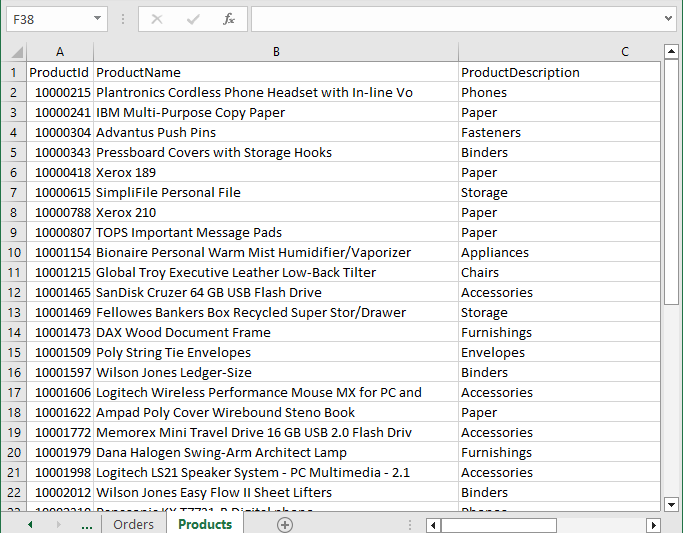 F38 fx
A B C
1 ProductId ProductName ProductDescription
2 10000215 Plantronics Cordless Phone Headset with In-line Vo Phones
3 10000241 IBM Multi-Purpose Copy Paper Paper
4 10000304 Advantus Push Pins Fasteners
5 10000343 Pressboard Covers with Storage Hooks Binders
6 10000418 Xerox 189 Paper
7 10000615 SimpliFile Personal File Storage
8 10000788 Xerox 210 Paper
9 10000807 TOPS Important Message Pads Paper
10 10001154 Bionaire Personal Warm Mist Humidifier/Vaporizer Appliances
11 10001215 Global Troy Executive Leather Low-Back Tilter Chairs
12 10001465 SanDisk Cruzer 64 GB USB Flash Drive Accessories
13 10001469 Fellowes Bankers Box Recycled Super Stor/Drawer Storage
14 10001473 DAX Wood Document Frame Furnishings
15 10001509 Poly String Tie Envelopes Envelopes
16 10001597 Wilson Jones Ledger-Size Binders
17 10001606 Logitech Wireless Performance Mouse MX for PC and Accessories
18 10001622 Ampad Poly Cover Wirebound Steno Book Paper
19 10001772 Memorex Mini Travel Drive 16 GB USB 2.0 Flash Driv Accessories
20 10001979 Dana Halogen Swing-Arm Architect Lamp Furnishings
21 10001998 Logitech LS21 Speaker System - PC Multimedia - 2.1 Accessories
22 10002012 Wilson Jones Easy Flow II Sheet Lifters Binders
... Orders Products